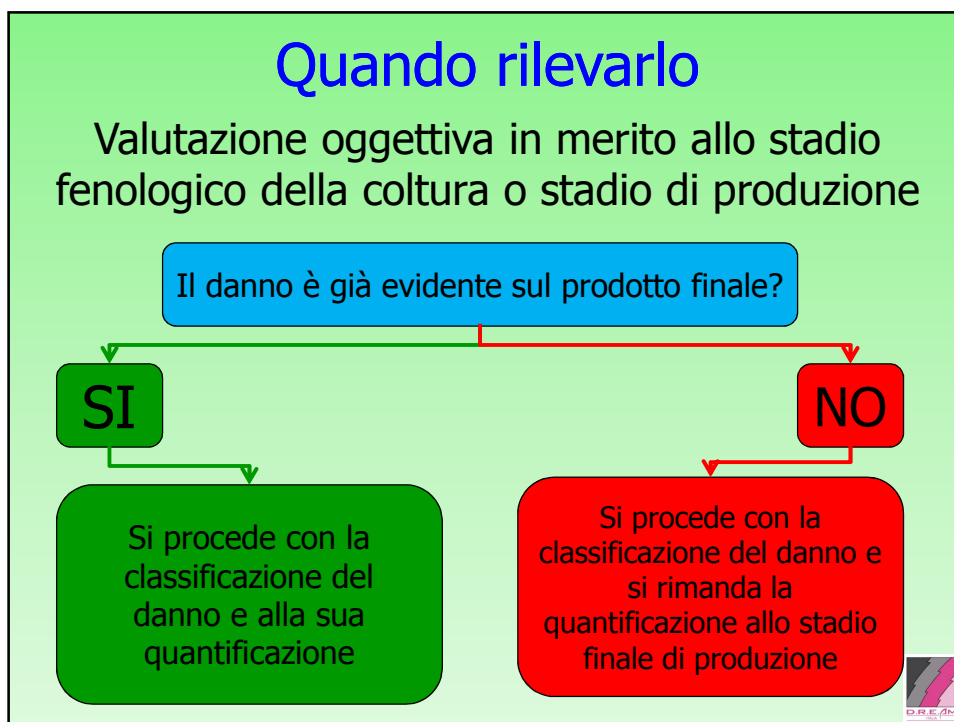 Quando rilevarlo
Valutazione oggettiva in merito allo stadio
fenologico della coltura o stadio di produzione
Il danno è già evidente sul prodotto finale?
SI
NO
Si procede con la
classificazione del
danno e alla sua
quantificazione
Si procede con la
classificazione del danno e
si rimanda la
quantificazione allo stadio
finale di produzione
D.R.E.AM
ITALIA